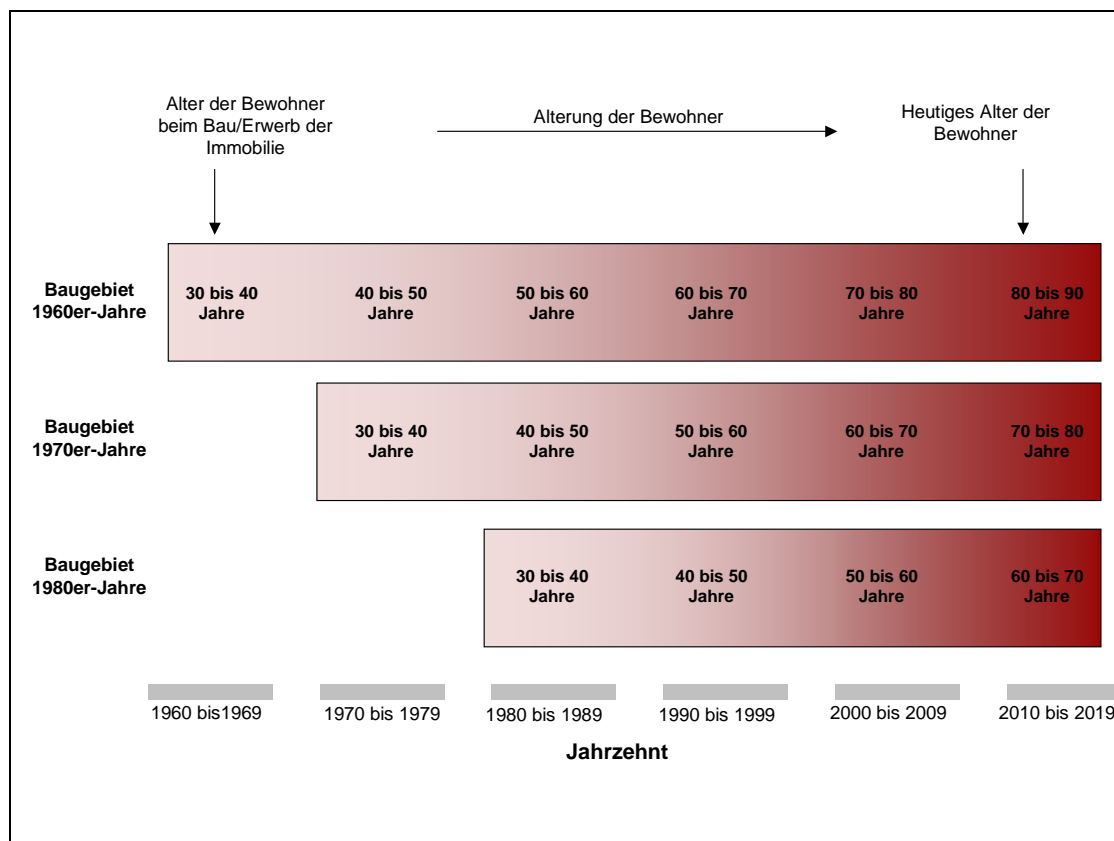 Alter der Bewohner
beim Bau/Erwerb der
Immobilie
Alterung der Bewohner
Heutiges Alter der
Bewohner
Baugebiet
1960er-Jahre
30 bis 40
Jahre
40 bis 50
Jahre
50 bis 60
Jahre
60 bis 70
Jahre
70 bis 80
Jahre
80 bis 90
Jahre
Baugebiet
1970er-Jahre
30 bis 40
Jahre
40 bis 50
Jahre
50 bis 60
Jahre
60 bis 70
Jahre
70 bis 80
Jahre
Baugebiet
1980er-Jahre
30 bis 40
Jahre
40 bis 50
Jahre
50 bis 60
Jahre
60 bis 70
Jahre
1960 bis1969
1970 bis 1979
1980 bis 1989
1990 bis 1999
2000 bis 2009
2010 bis 2019
Jahrzehnt